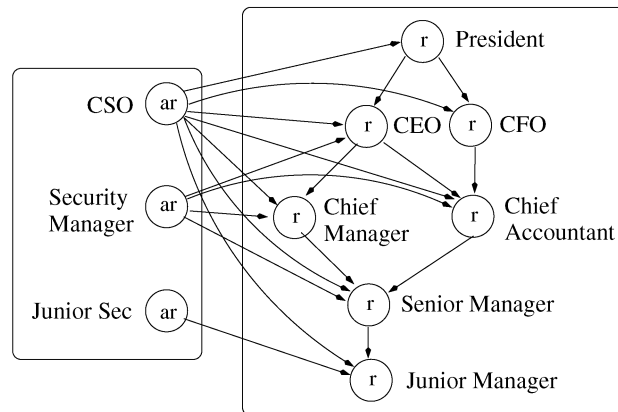 r President
CSO ar
r CEO
r CFO
Security
Manager
ar
r Chief
Manager
r Chief
Accountant
Junior Sec ar
r Senior Manager
r Junior Manager